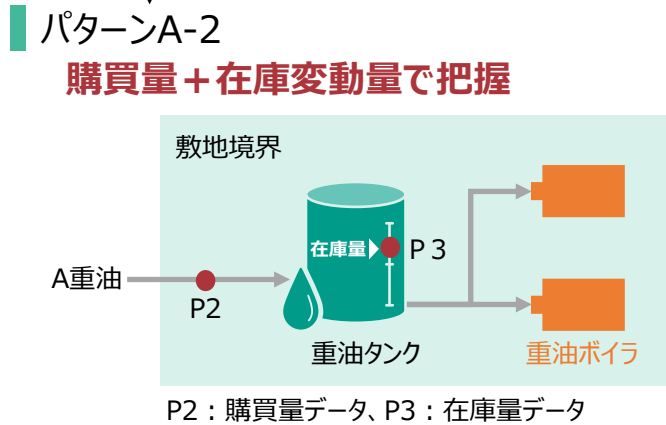 パターンA-2
購買量＋在庫変動量で把握
敷地境界
在庫量
P３
A重油
P2
重油タンク
重油ボイラ
P2：購買量データ、P3：在庫量データ